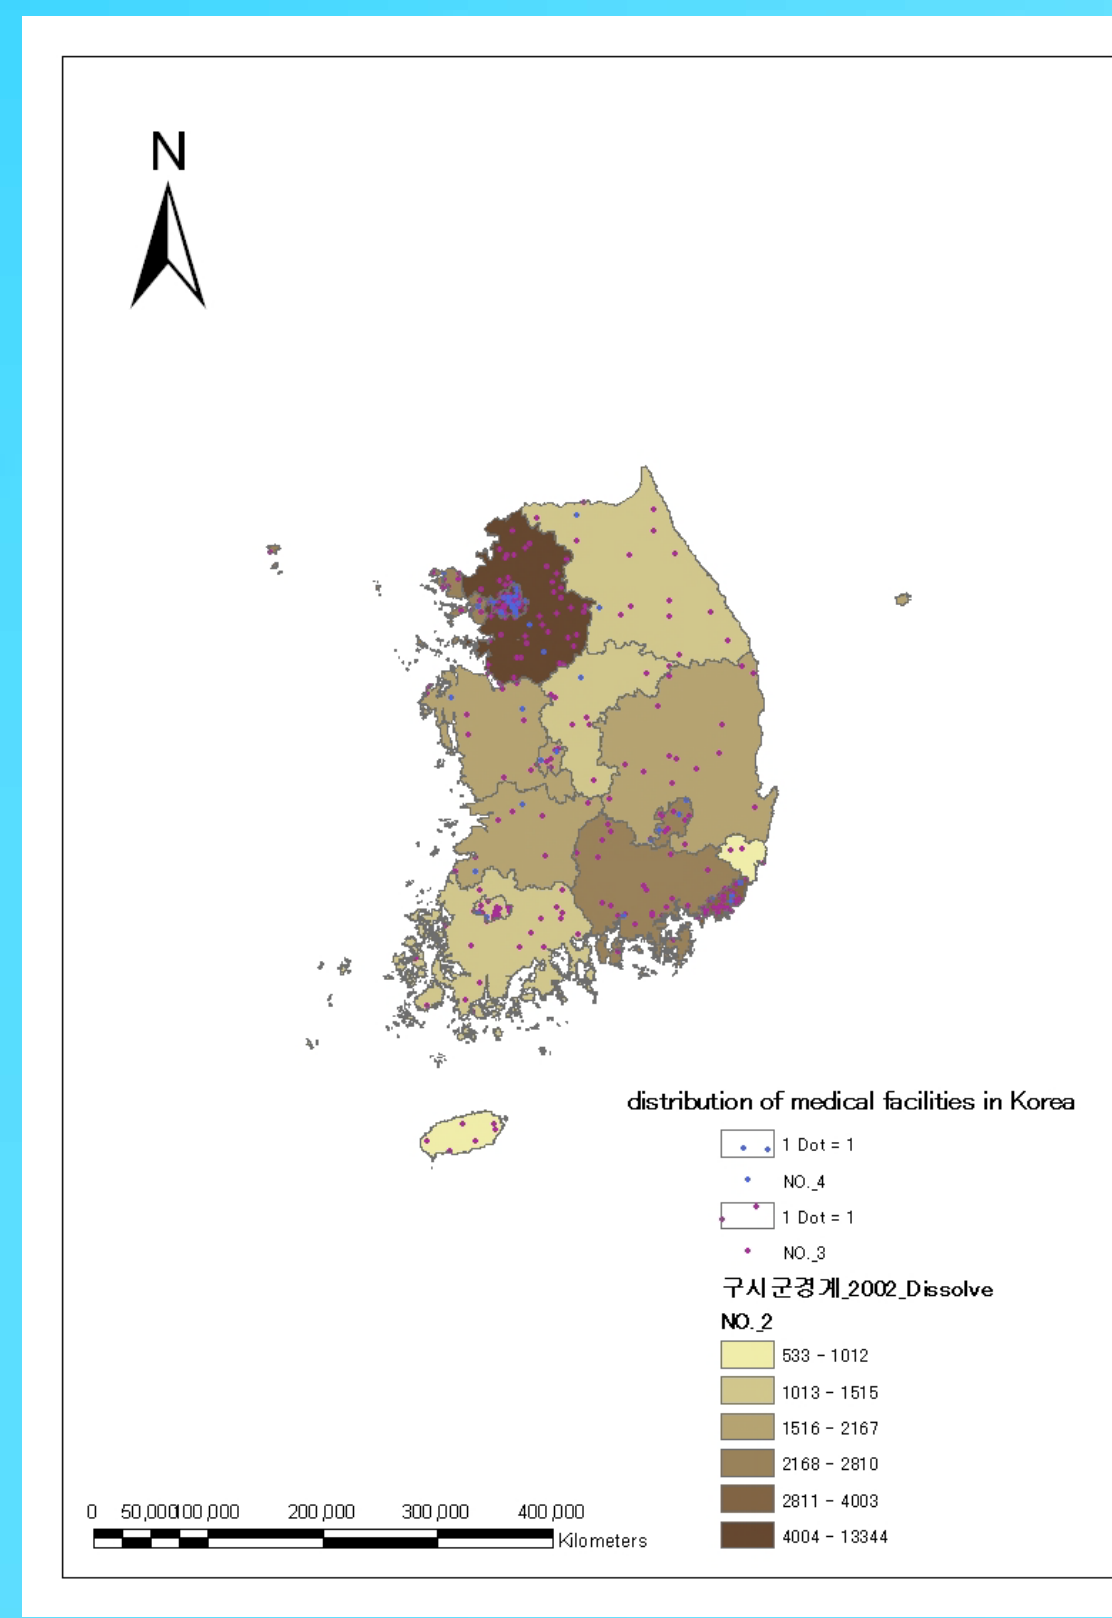 N
distribution of medical facilities in Korea
1 Dot = 1
NO._4
1 Dot = 1
NO._3
구시군경계_2002_Dissolve
NO._2
533 - 1012
1013 - 1515
1516 - 2167
2168 - 2810
2811 - 4003
4004 - 13344
0 50,000 100,000 200,000 300,000 400,000
Kilometers